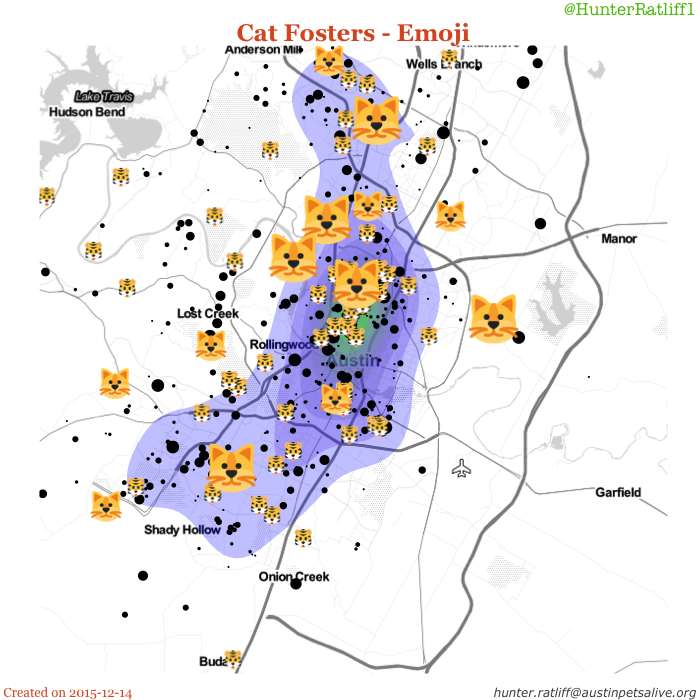 @HunterRatliff1
Cat Fosters - Emoji
Anderson Mill
Wells Branch
Lake Travis
Hudson Bend
Manor
Lost Creek
Rollingwood
Austin
Garfield
Shady Hollow
Onion Creek
Buda
Created on 2015-12-14
hunter.ratliff@austinpetsalive.org